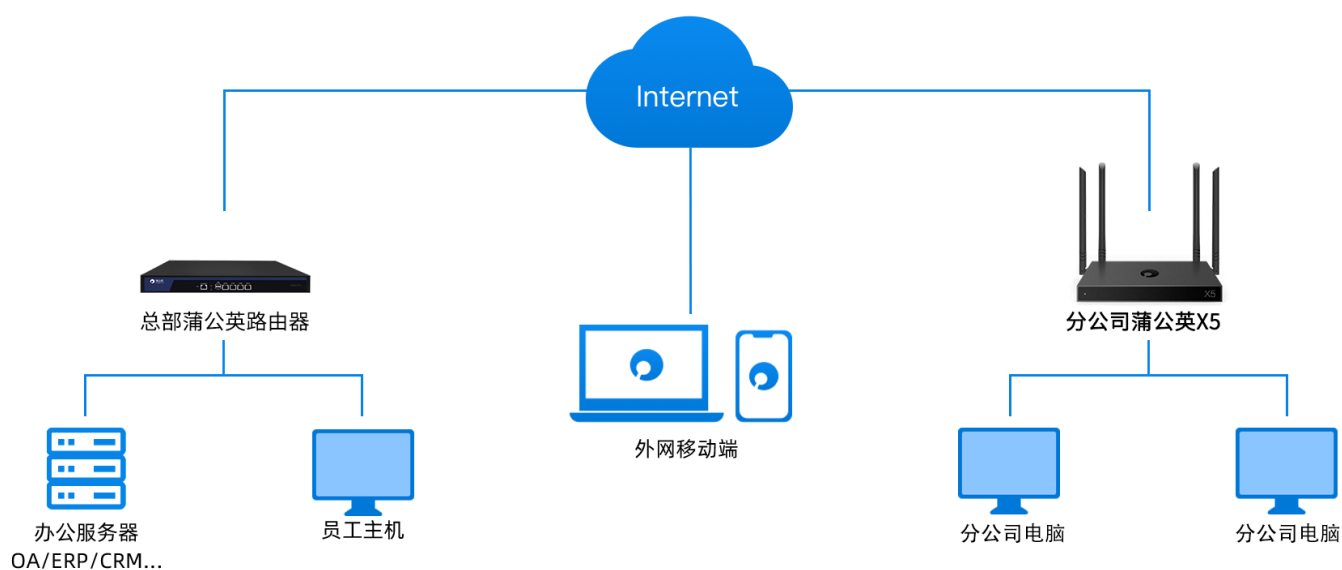 Internet
X5
总部蒲公英路由器
分公司蒲公英X5
外网移动端
办公服务器
OA/ERP/CRM...
员工主机
分公司电脑
分公司电脑